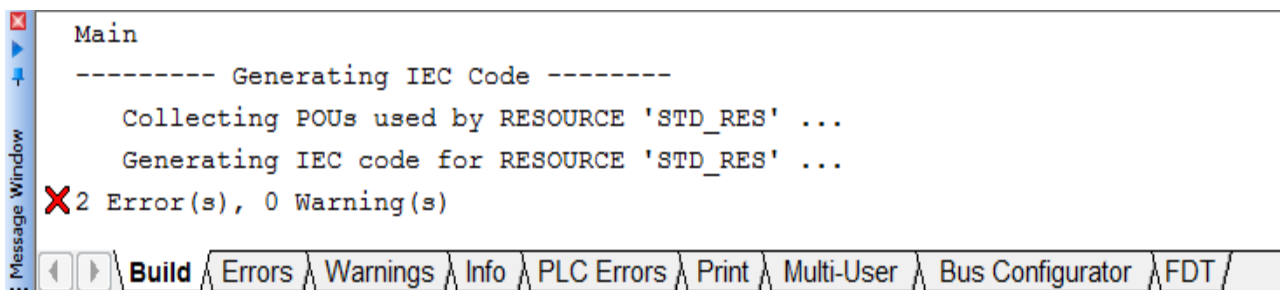 Main
--------- Generating IEC Code --------
Collecting POUs used by RESOURCE 'STD_RES' ...
Generating IEC code for RESOURCE 'STD_RES' ...
2 Error(s), 0 Warning(s)
Message Window
Build Errors Warnings Info PLC Errors Print Multi-User Bus Configurator FDT